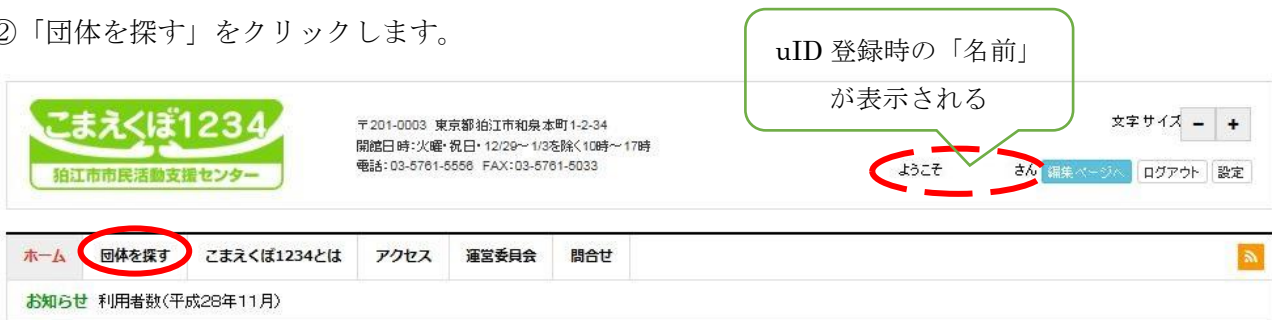 ②「団体を探す」をクリックします。
uID 登録時の「名前」
が表示される
こまえくぼ1234
狛江市市民活動支援センター
〒201-0003 東京都狛江市和泉本町1-2-34
開館日時:火曜・祝日・12/29～1/3を除く10時～17時
電話:03-5761-5556 FAX:03-5761-5033
文字サイズ - +
ようこそ さん 編集ページへ ログアウト 設定
ホーム 団体を探す こまえくぼ1234とは アクセス 運営委員会 問合せ
お知らせ 利用者数(平成28年11月)